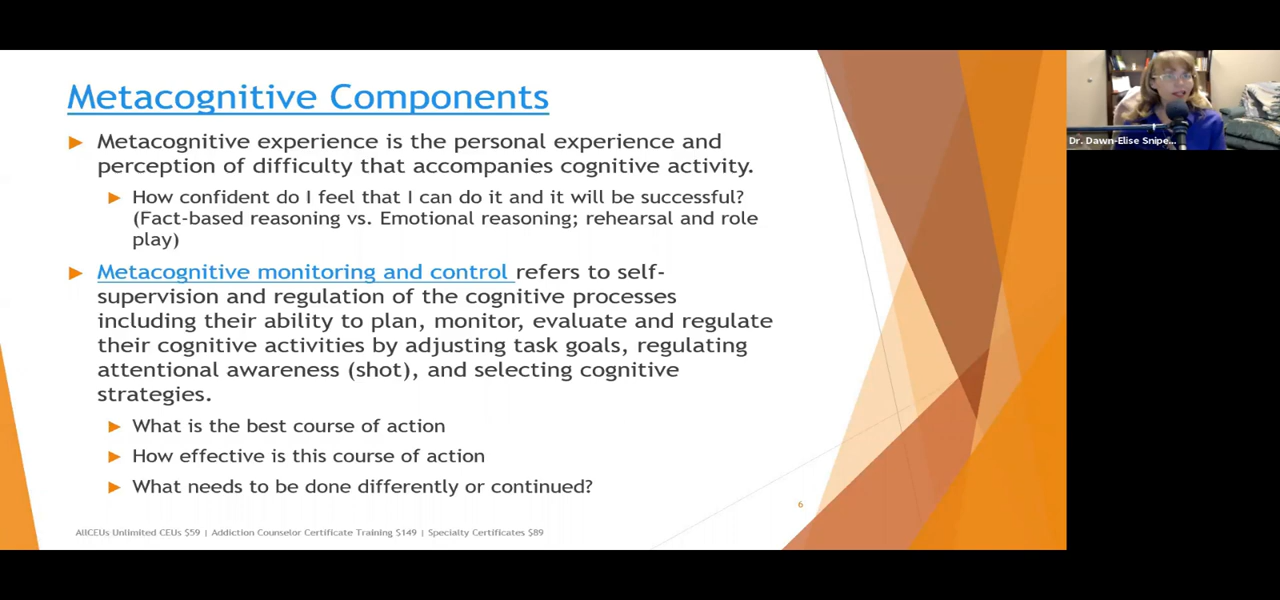 Metacognitive Components
Metacognitive experience is the personal experience and
perception of difficulty that accompanies cognitive activity.
How confident do I feel that I can do it and it will be successful?
(Fact-based reasoning vs. Emotional reasoning; rehearsal and role
play)
Metacognitive monitoring and control refers to self-
supervision and regulation of the cognitive processes
including their ability to plan, monitor, evaluate and regulate
their cognitive activities by adjusting task goals, regulating
attentional awareness (shot), and selecting cognitive
strategies.
What is the best course of action
How effective is this course of action
What needs to be done differently or continued?
6
AllCEUs Unlimited CEUs $59 | Addiction Counselor Certificate Training $149 | Specialty Certificates $89
Dr. Dawn-Elise Snipe...